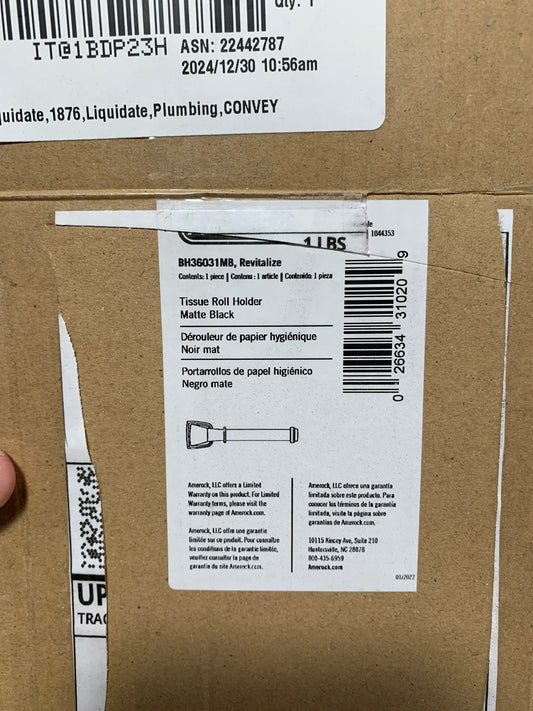 Qty: 1
IT@1BDP23H ASN: 22442787
2024/12/30 10:56am
quidate,1876,Liquidate,Plumbing,CONVEY
1 LBS
1044353
BH36031MB, Revitalize
Contents: 1 piece | Contenu : 1 article | Contenido: 1 pieza
Tissue Roll Holder
Matte Black
Dérouleur de papier hygiénique
Noir mat
Portarrollos de papel higiénico
Negro mate
0 26634 31020 9
Amerock, LLC offers a Limited
Warranty on this product. For Limited
Warranty terms, please visit the
warranty page of Amerock.com.
Amerock, LLC offre une garantie
limitée sur ce produit. Pour connaître
les conditions de la garantie limitée,
veuillez consulter la page de
garantie du site Amerock.com.
Amerock, LLC ofrece una garantía
limitada sobre este producto. Para
conocer los términos de la garantía
limitada, visite la página sobre
garantías de Amerock.com.
10115 Kincey Ave, Suite 210
Huntersville, NC 28078
800-435-6959
Amerock.com
01/2022
UP
TRAC